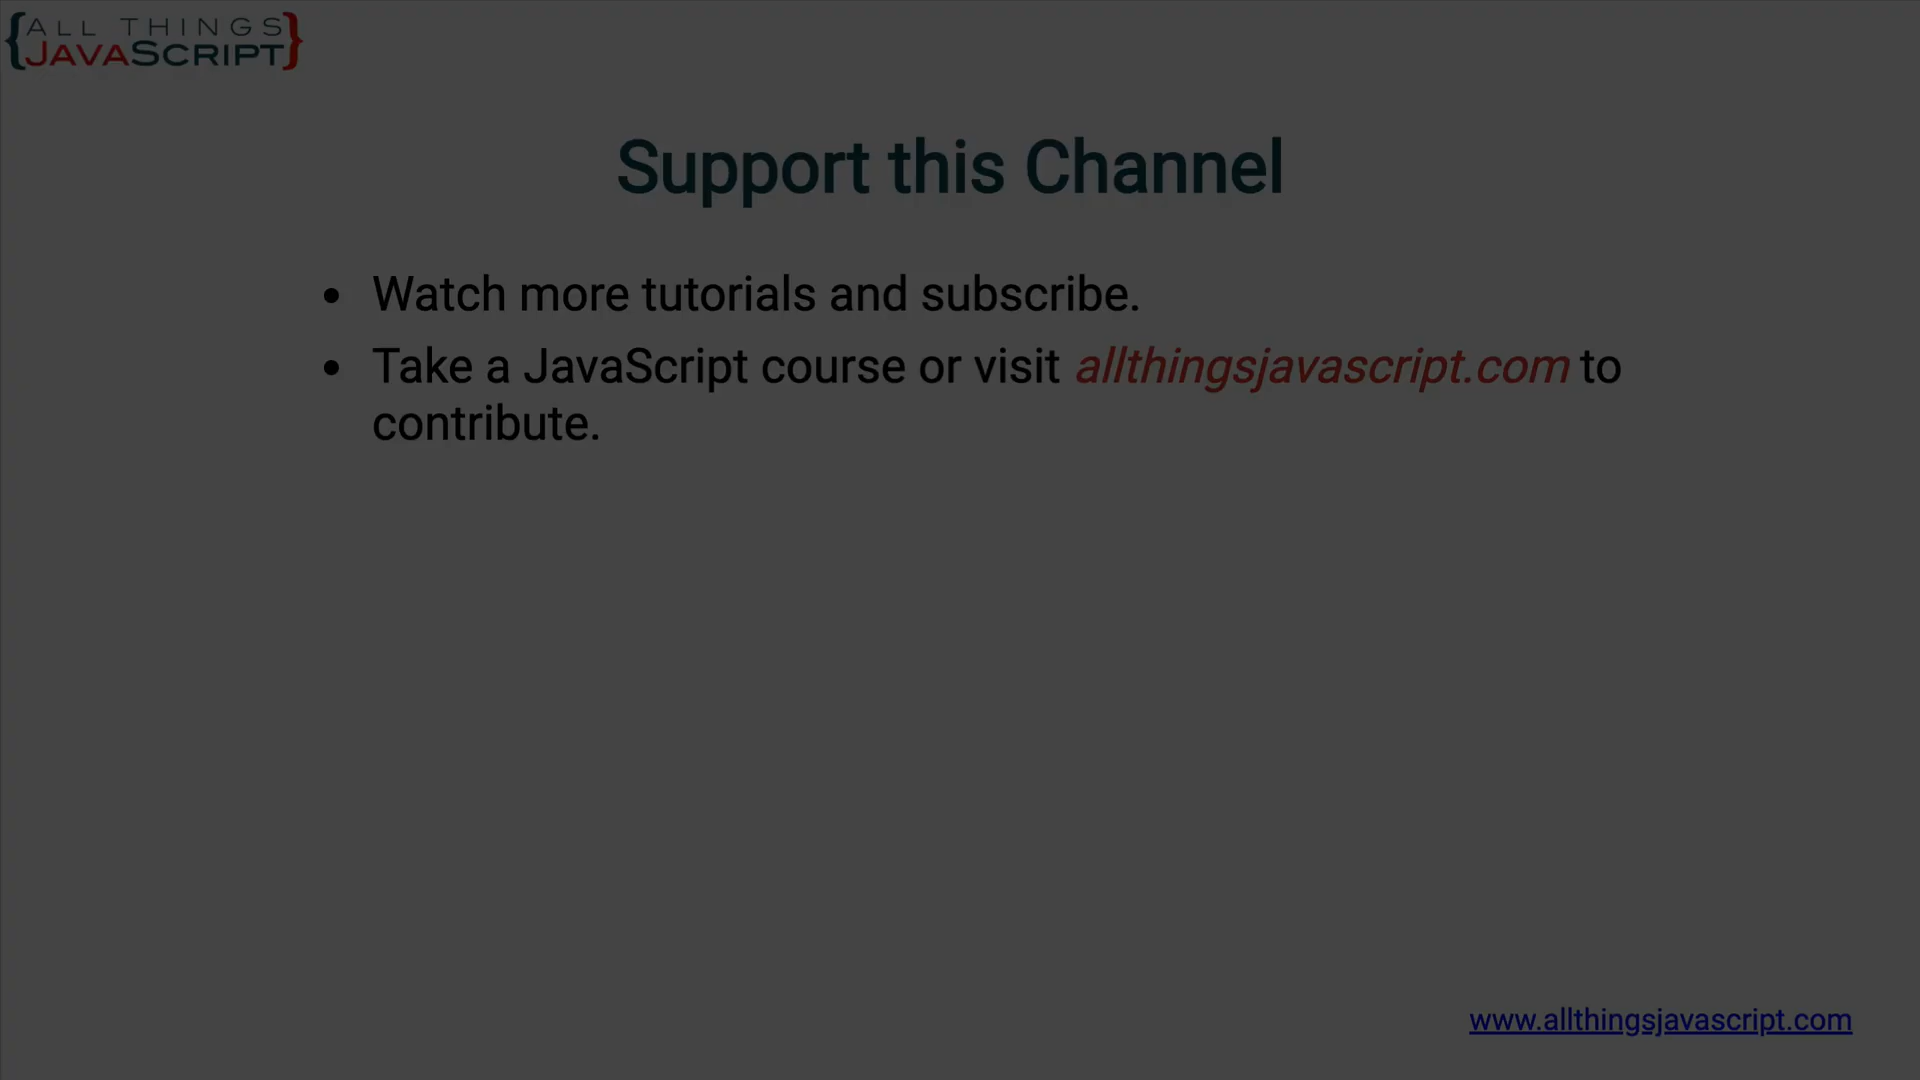 {ALL THINGS
JAVASCRIPT}
Support this Channel
• Watch more tutorials and subscribe.
• Take a JavaScript course or visit allthingsjavascript.com to
contribute.
www.allthingsjavascript.com